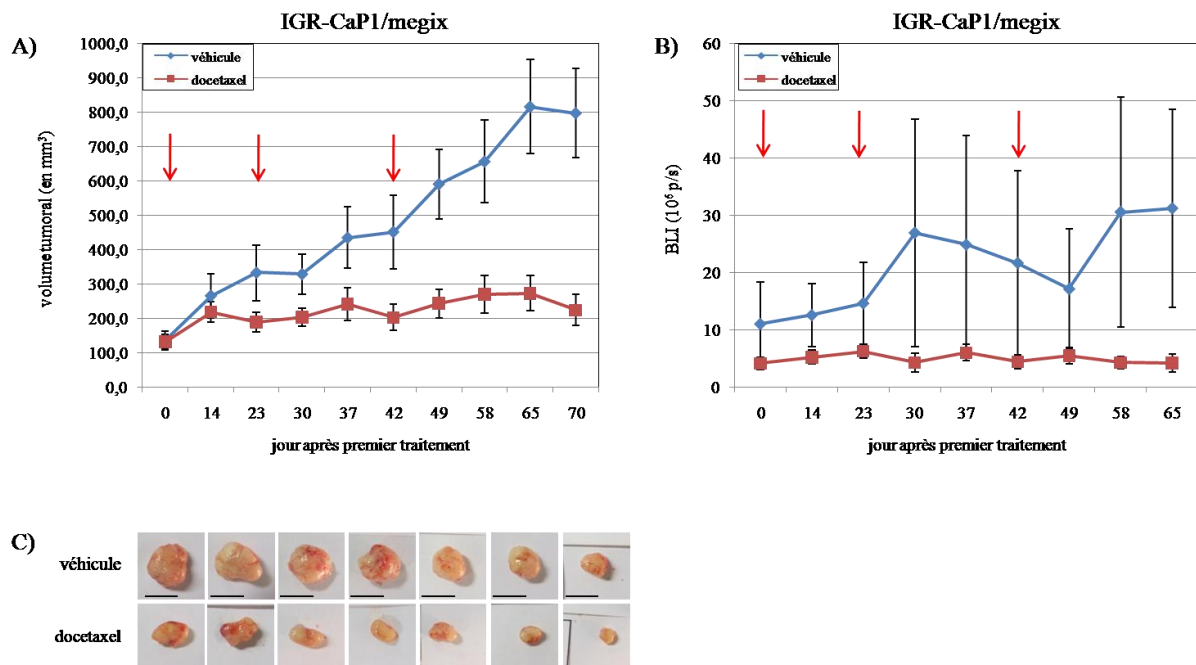 IGR-CaP1/megix
A)
véhicule
docetaxel
1000,0
900,0
800,0
700,0
600,0
500,0
400,0
300,0
200,0
100,0
0,0
volume tumoral (en mm³)
0 14 23 30 37 42 49 58 65 70
jour après premier traitement
IGR-CaP1/megix
B)
véhicule
docetaxel
60
50
40
30
20
10
0
BLI (10⁶ p/s)
0 14 23 30 37 42 49 58 65
jour après premier traitement
C)
véhicule
docetaxel